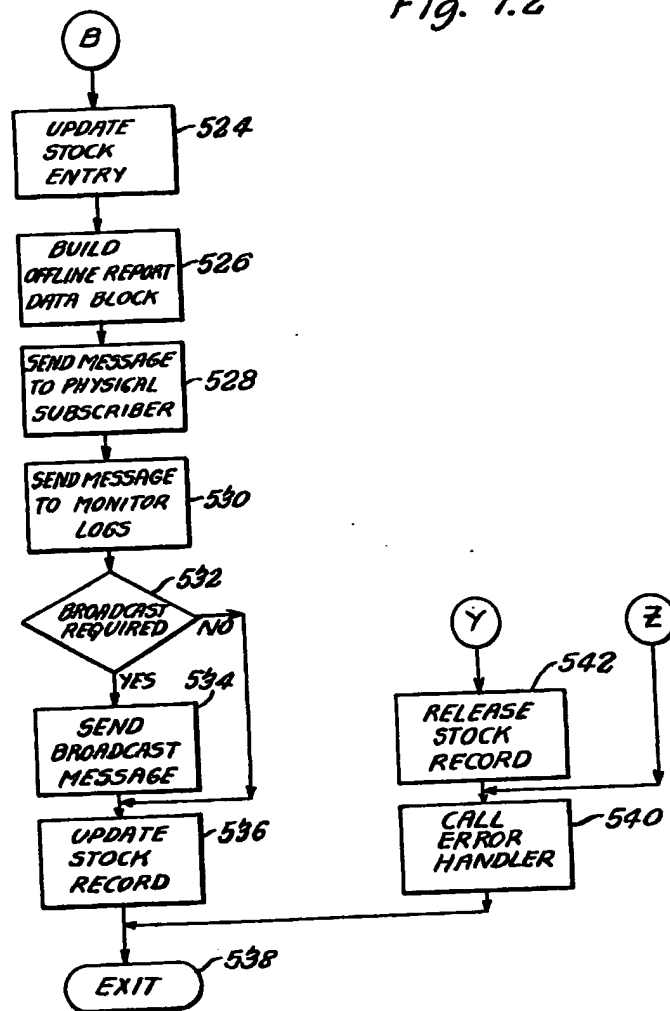 Fig. 7.2
B
UPDATE
STOCK
ENTRY
524
BUILD
OFFLINE REPORT
DATA BLOCK
526
SEND MESSAGE
TO PHYSICAL
SUBSCRIBER
528
SEND MESSAGE
TO MONITOR
LOGS
530
532
BROADCAST
REQUIRED
NO
YES
534
SEND
BROADCAST
MESSAGE
UPDATE
STOCK
RECORD
536
EXIT
538
Y
Z
542
RELEASE
STOCK
RECORD
CALL
ERROR
HANDLER
540